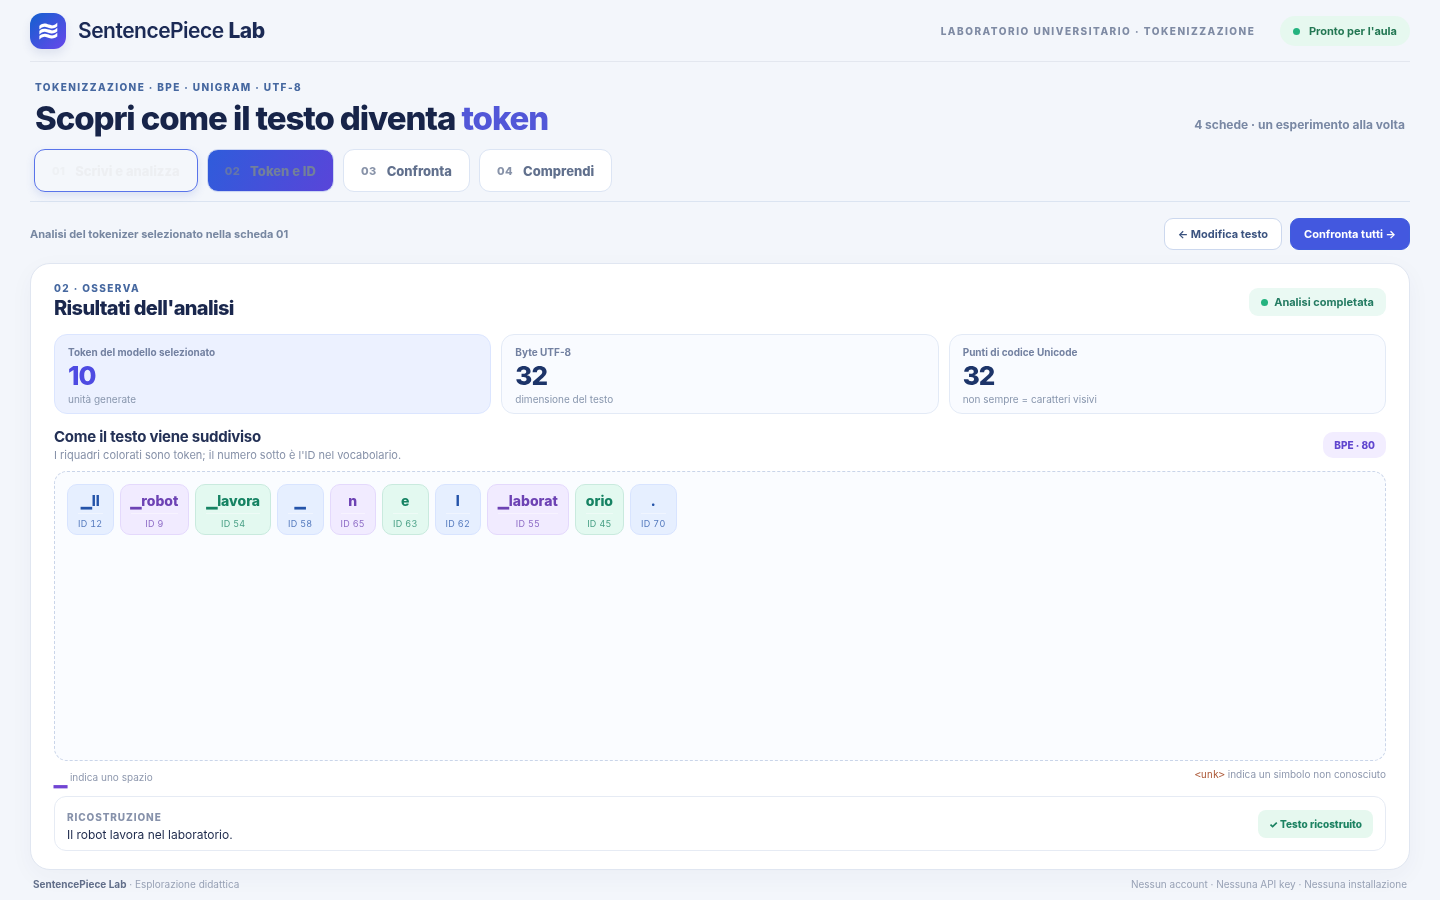 SentencePiece Lab
LABORATORIO UNIVERSITARIO · TOKENIZZAZIONE
Pronto per l'aula
TOKENIZZAZIONE · BPE · UNIGRAM · UTF-8
Scopri come il testo diventa token
4 schede · un esperimento alla volta
01 Scrivi e analizza
02 Token e ID
03 Confronta
04 Comprendi
Analisi del tokenizer selezionato nella scheda 01
← Modifica testo
Confronta tutti →
02 · OSSERVA
Risultati dell'analisi
Analisi completata
Token del modello selezionato
10
unità generate
Byte UTF-8
32
dimensione del testo
Punti di codice Unicode
32
non sempre = caratteri visivi
Come il testo viene suddiviso
I riquadri colorati sono token; il numero sotto è l'ID nel vocabolario.
BPE · 80
▁Il ▁robot ▁lavora ▁ n e l ▁laborat orio .
ID 12 ID 9 ID 54 ID 58 ID 65 ID 63 ID 62 ID 55 ID 45 ID 70
▁ indica uno spazio
<unk> indica un simbolo non conosciuto
RICOSTRUZIONE
Il robot lavora nel laboratorio.
✓ Testo ricostruito
SentencePiece Lab · Esplorazione didattica
Nessun account · Nessuna API key · Nessuna installazione